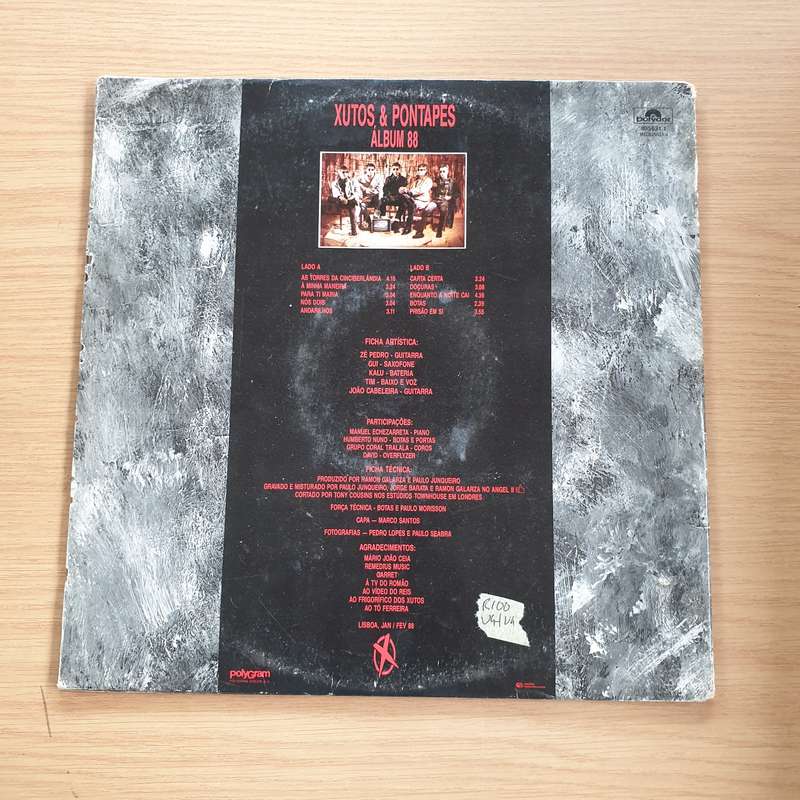 XUTOS & PONTAPES
ÁLBUM 88
polydor
LADO A
AS TORRES DA CINCIBERLÂNDIA 4.15
À MINHA MANEIRA 3.24
PARA TI MARIA 3.04
NÓS DOIS 3.04
ANDARILHOS 3.11
LADO B
CARTA CERTA 3.24
DOÇURAS 3.08
ENQUANTO A NOITE CAI 4.36
BOTAS 2.39
PRISÃO EM SI 3.55
FICHA ARTÍSTICA:
ZÉ PEDRO - GUITARRA
GUI - SAXOFONE
KALU - BATERIA
TIM - BAIXO E VOZ
JOÃO CABELEIRA - GUITARRA
PARTICIPAÇÕES:
MANUEL ECHEZARRETA - PIANO
HUMBERTO NUNO - BOTAS E PORTAS
GRUPO CORAL TRALALA - COROS
DAVID - OVERFLYZER
FICHA TÉCNICA:
PRODUZIDO POR RAMON GALARZA E PAULO JUNQUEIRO
GRAVADO E MISTURADO POR PAULO JUNQUEIRO, JORGE BARATA E RAMON GALARZA NO ANGEL II
CORTADO POR TONY COUSINS NOS ESTÚDIOS TOWNHOUSE EM LONDRES
FORÇA TÉCNICA - BOTAS E PAULO MORISSON
CAPA — MARCO SANTOS
FOTOGRAFIAS — PEDRO LOPES E PAULO SEABRA
AGRADECIMENTOS:
MÁRIO JOÃO CEIA
REMEDIUS MUSIC
GARRET
À TV DO ROMÃO
AO VÍDEO DO REIS
AO FRIGORÍFICO DOS XUTOS
AO TÓ FERREIRA
LISBOA, JAN / FEV 88
X
R100
polyGram